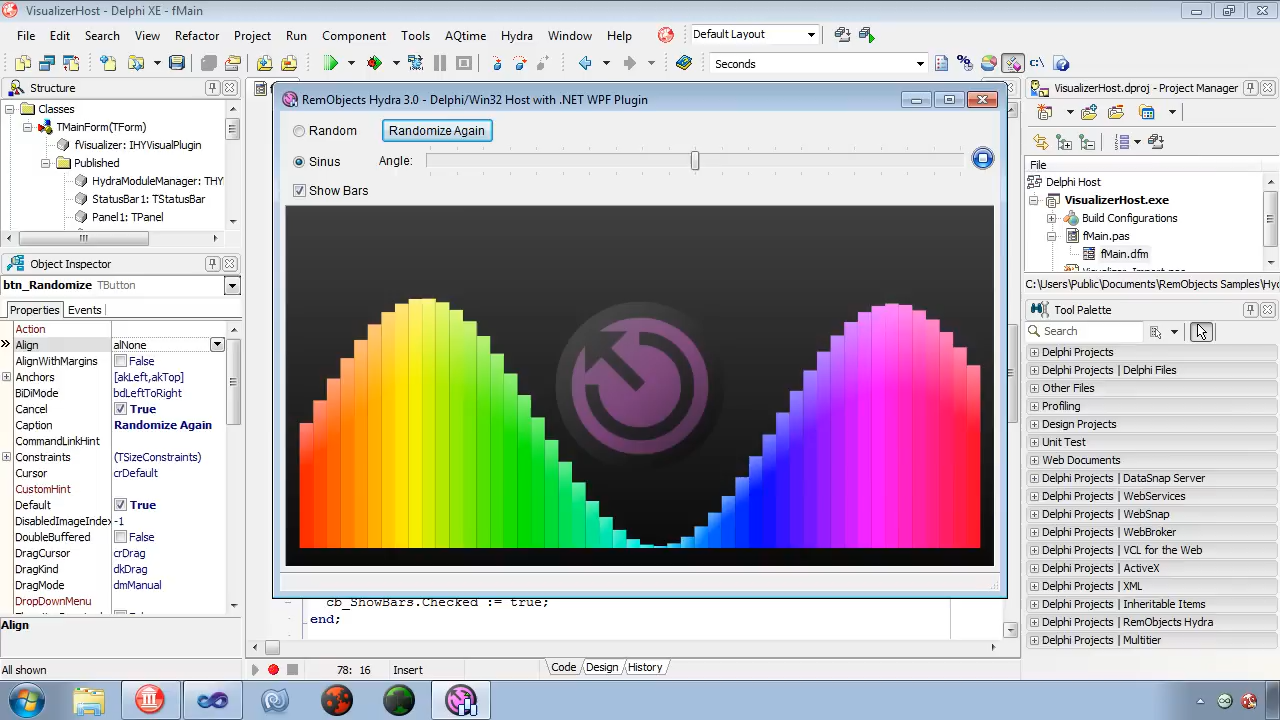 VisualizerHost - Delphi XE - fMain
File Edit Search View Refactor Project Run Component Tools AQtime Hydra Window Help
Default Layout
Seconds
Structure
Classes
TMainForm(TForm)
fVisualizer: IHYVisualPlugin
Published
HydraModuleManager: THY
StatusBar1: TStatusBar
Panel1: TPanel
Object Inspector
btn_Randomize TButton
Properties Events
Action
Align alNone
AlignWithMargins False
Anchors [akLeft,akTop]
BiDiMode bdLeftToRight
Cancel True
Caption Randomize Again
CommandLinkHint
Constraints (TSizeConstraints)
Cursor crDefault
CustomHint
Default True
DisabledImageIndex -1
DoubleBuffered False
DragCursor crDrag
DragKind dkDrag
DragMode dmManual
DropDownMenu
Align
All shown
RemObjects Hydra 3.0 - Delphi/Win32 Host with .NET WPF Plugin
Random Randomize Again
Sinus Angle:
Show Bars
cb_ShowBars.Checked := true;
end;
78: 16 Insert
Code Design History
VisualizerHost.dproj - Project Manager
File
Delphi Host
VisualizerHost.exe
Build Configurations
fMain.pas
fMain.dfm
C:\Users\Public\Documents\RemObjects Samples\Hyd
Tool Palette
Search
Delphi Projects
Delphi Projects | Delphi Files
Other Files
Profiling
Design Projects
Unit Test
Web Documents
Delphi Projects | DataSnap Server
Delphi Projects | WebServices
Delphi Projects | WebSnap
Delphi Projects | WebBroker
Delphi Projects | VCL for the Web
Delphi Projects | ActiveX
Delphi Projects | XML
Delphi Projects | Inheritable Items
Delphi Projects | RemObjects Hydra
Delphi Projects | Multitier